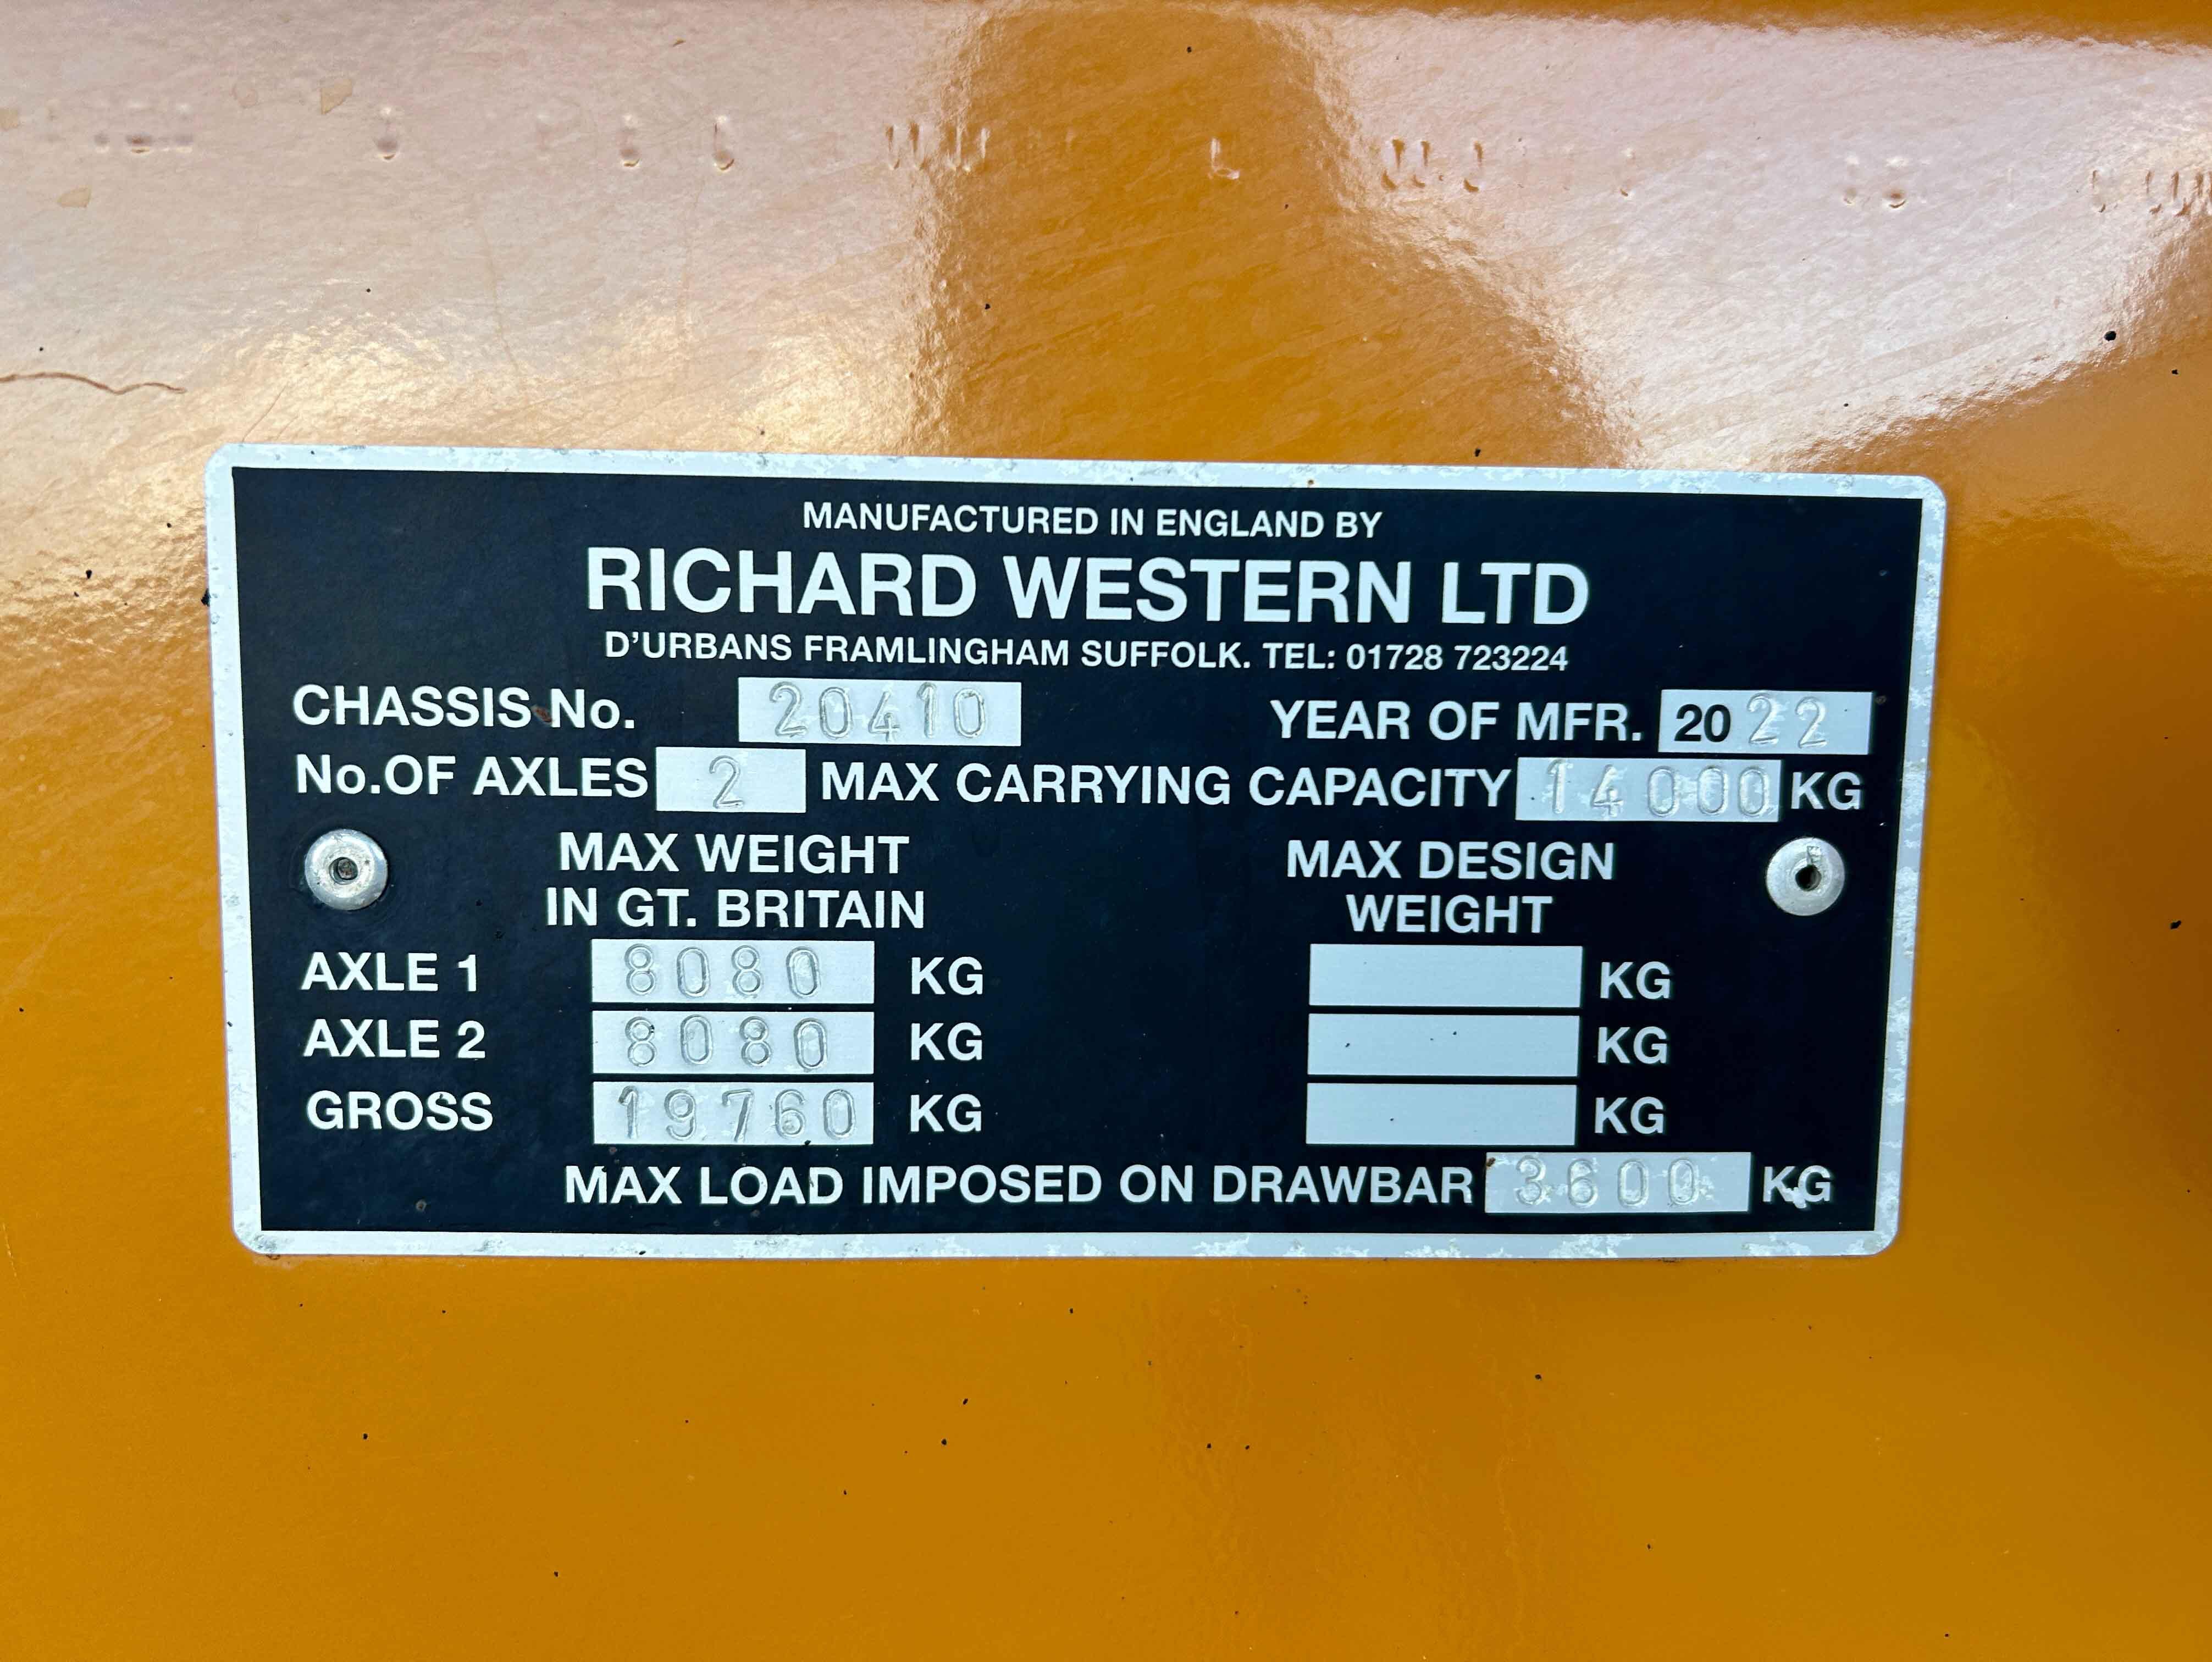 MANUFACTURED IN ENGLAND BY
RICHARD WESTERN LTD
D'URBANS FRAMLINGHAM SUFFOLK. TEL: 01728 723224
CHASSIS No. 20410 YEAR OF MFR. 2022
No.OF AXLES 2 MAX CARRYING CAPACITY 14000 KG
MAX WEIGHT IN GT. BRITAIN MAX DESIGN WEIGHT
AXLE 1 8080 KG KG
AXLE 2 8080 KG KG
GROSS 19760 KG KG
MAX LOAD IMPOSED ON DRAWBAR 3600 KG